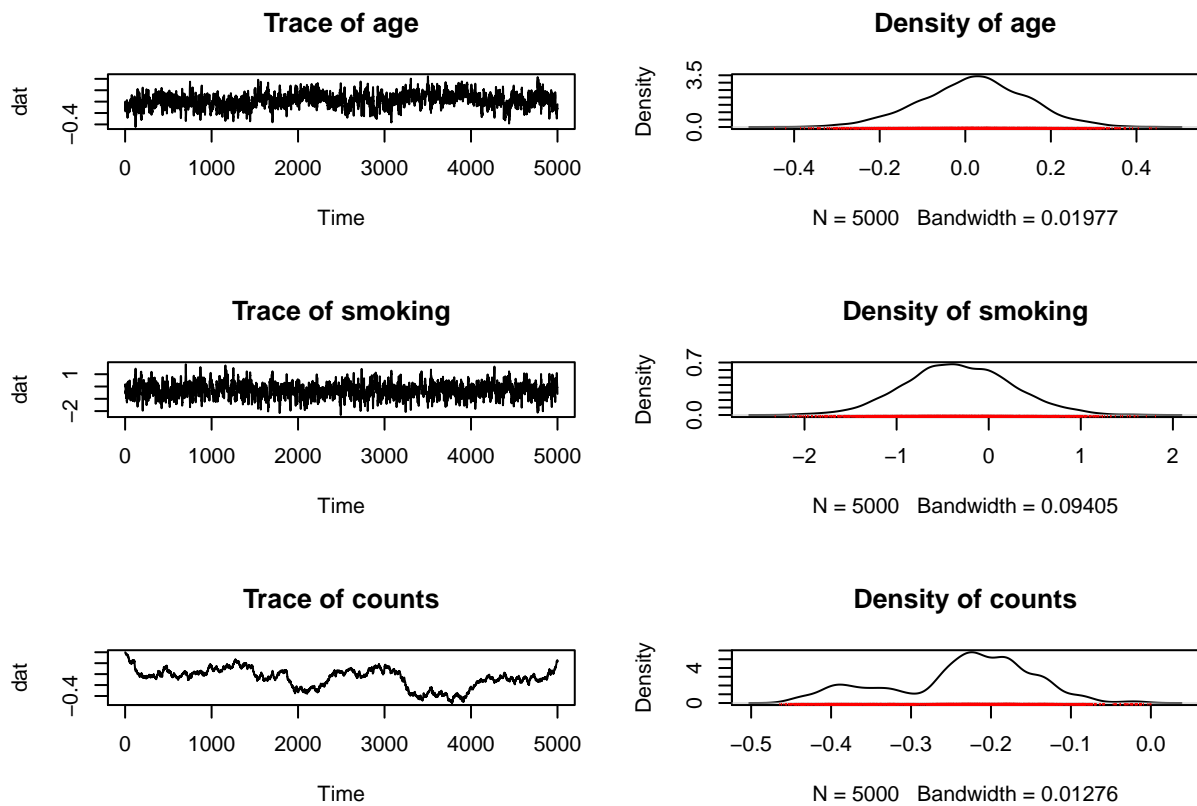 Trace of age
dat
−0.4
0 1000 2000 3000 4000 5000
Time
Density of age
Density
0.0 3.5
−0.4 −0.2 0.0 0.2 0.4
N = 5000 Bandwidth = 0.01977
Trace of smoking
dat
−2 1
0 1000 2000 3000 4000 5000
Time
Density of smoking
Density
0.0 0.7
−2 −1 0 1 2
N = 5000 Bandwidth = 0.09405
Trace of counts
dat
−0.4
0 1000 2000 3000 4000 5000
Time
Density of counts
Density
0 4
−0.5 −0.4 −0.3 −0.2 −0.1 0.0
N = 5000 Bandwidth = 0.01276